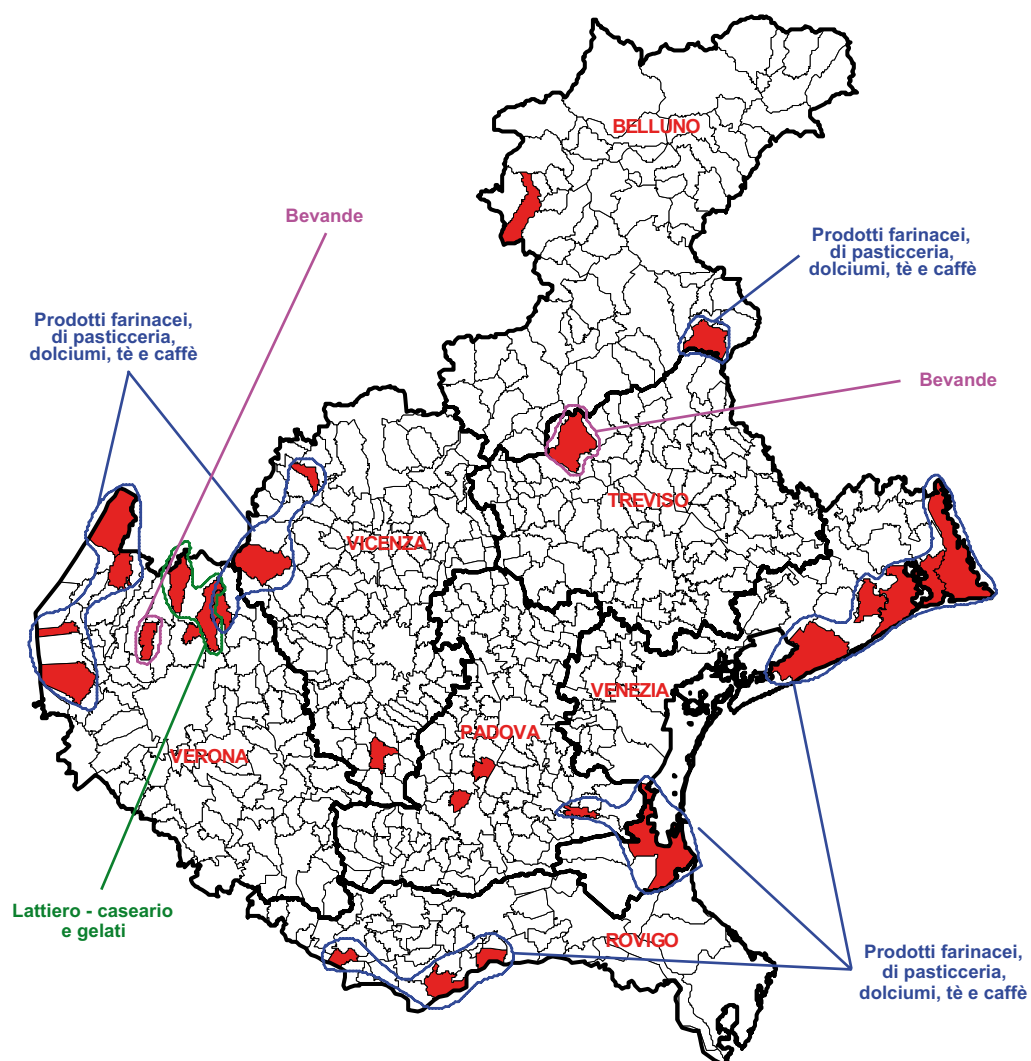 BELLUNO
Bevande
Prodotti farinacei,
di pasticceria,
dolciumi, tè e caffè
Prodotti farinacei,
di pasticceria,
dolciumi, tè e caffè
Bevande
TREVISO
VICENZA
VENEZIA
PADOVA
VERONA
Lattiero - caseario
e gelati
ROVIGO
Prodotti farinacei,
di pasticceria,
dolciumi, tè e caffè